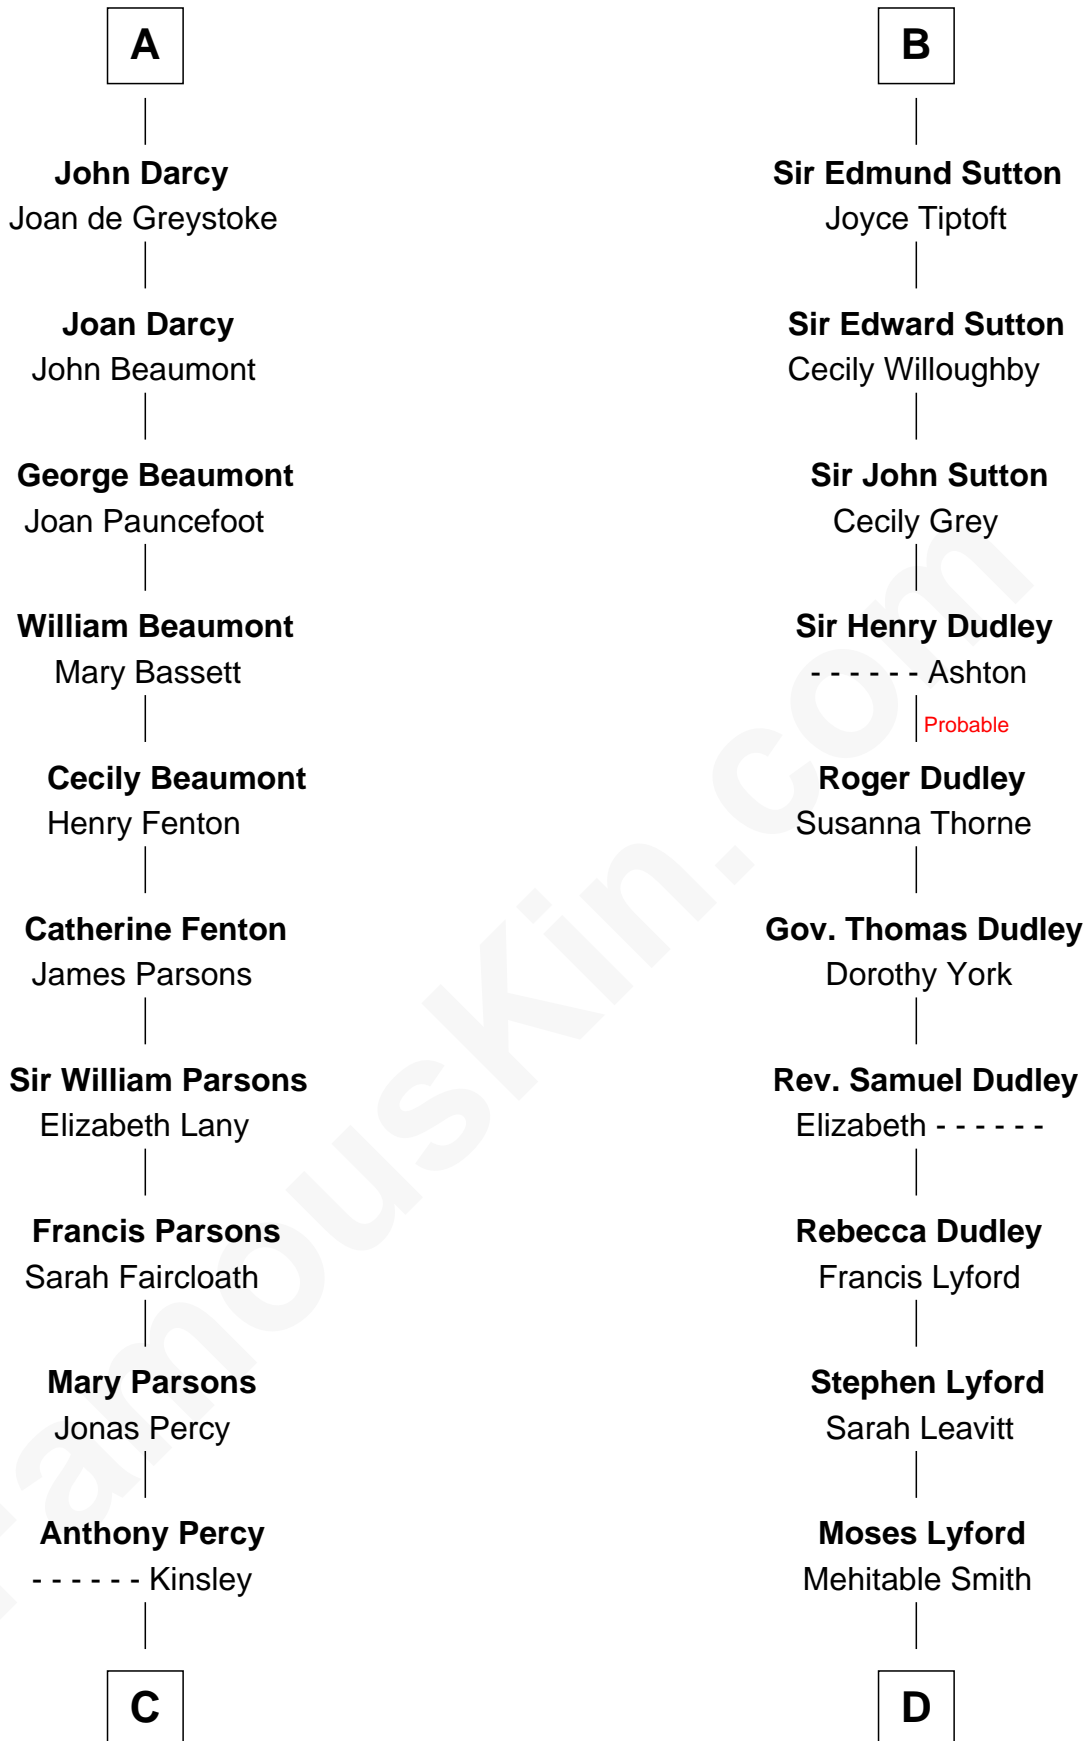 A
John Darcy
Joan de Greystoke
Joan Darcy
John Beaumont
George Beaumont
Joan Pauncefoot
William Beaumont
Mary Bassett
Cecily Beaumont
Henry Fenton
Catherine Fenton
James Parsons
Sir William Parsons
Elizabeth Lany
Francis Parsons
Sarah Faircloath
Mary Parsons
Jonas Percy
Anthony Percy
- - - - - - Kinsley
C
B
Sir Edmund Sutton
Joyce Tiptoft
Sir Edward Sutton
Cecily Willoughby
Sir John Sutton
Cecily Grey
Sir Henry Dudley
- - - - - - Ashton
Probable
Roger Dudley
Susanna Thorne
Gov. Thomas Dudley
Dorothy York
Rev. Samuel Dudley
Elizabeth - - - - - -
Rebecca Dudley
Francis Lyford
Stephen Lyford
Sarah Leavitt
Moses Lyford
Mehitable Smith
D
FamousKin.com